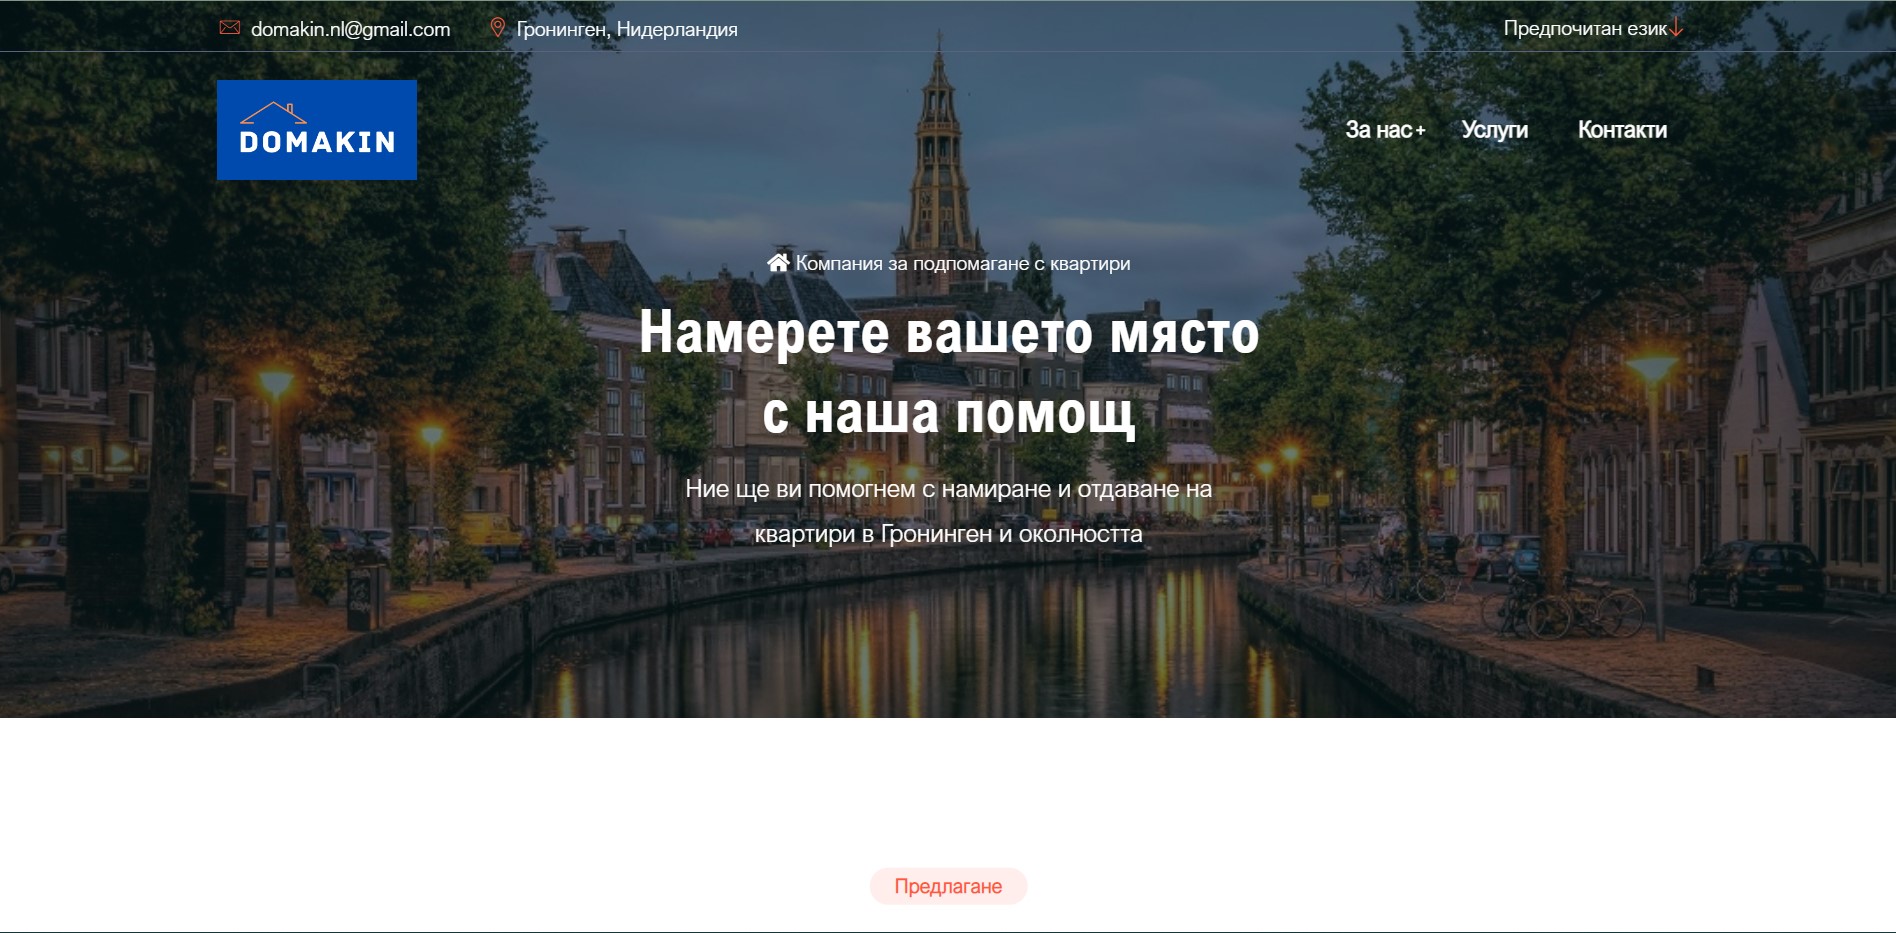 domakin.nl@gmail.com
Гронинген, Нидерландия
Предпочитан език
DOMAKIN
За нас+
Услуги
Контакти
Компания за подпомагане с квартири
Намерете вашето място
с наша помощ
Ние ще ви помогнем с намиране и отдаване на
квартири в Гронинген и околността
Предлагане